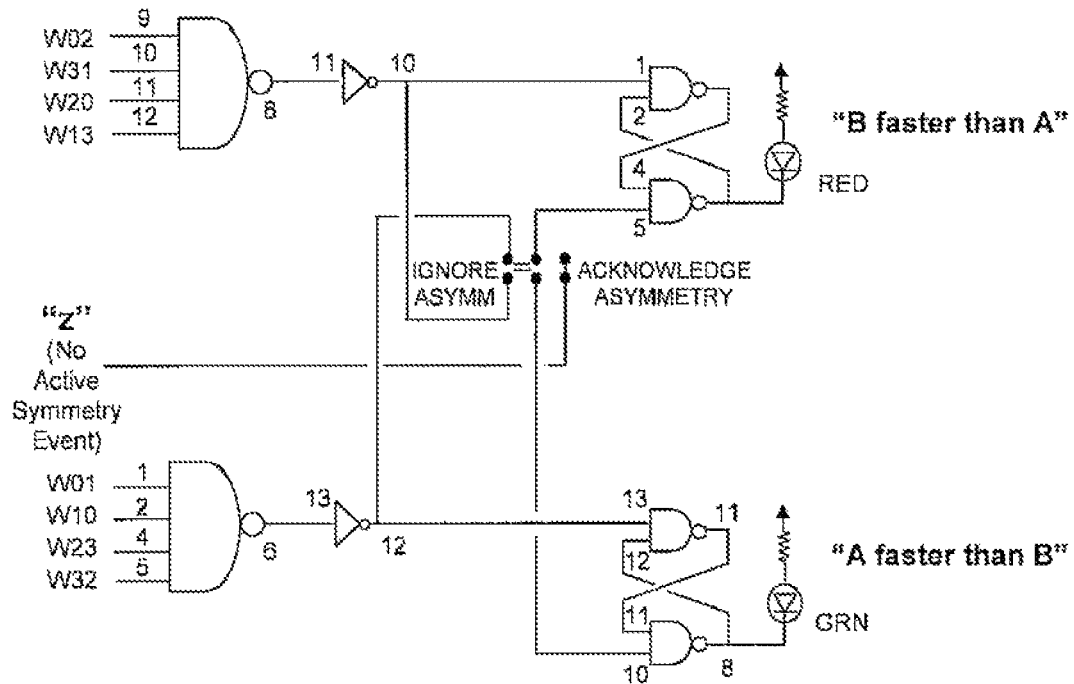 W02
9
W31
10
W20
11
W13
12
8
11
10
1
2
4
5
"B faster than A"
RED
IGNORE
ASYMM
ACKNOWLEDGE
ASYMMETRY
"Z"
(No
Active
Symmetry
Event)
W01
1
W10
2
W23
4
W32
5
6
13
12
13
12
11
11
10
8
"A faster than B"
GRN